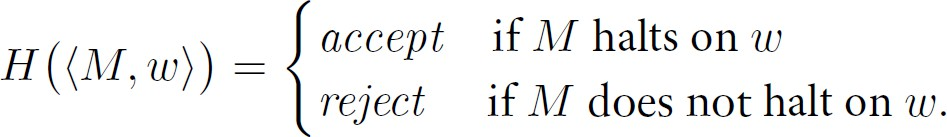 H(⟨M, w⟩) = { accept if M halts on w
reject if M does not halt on w.